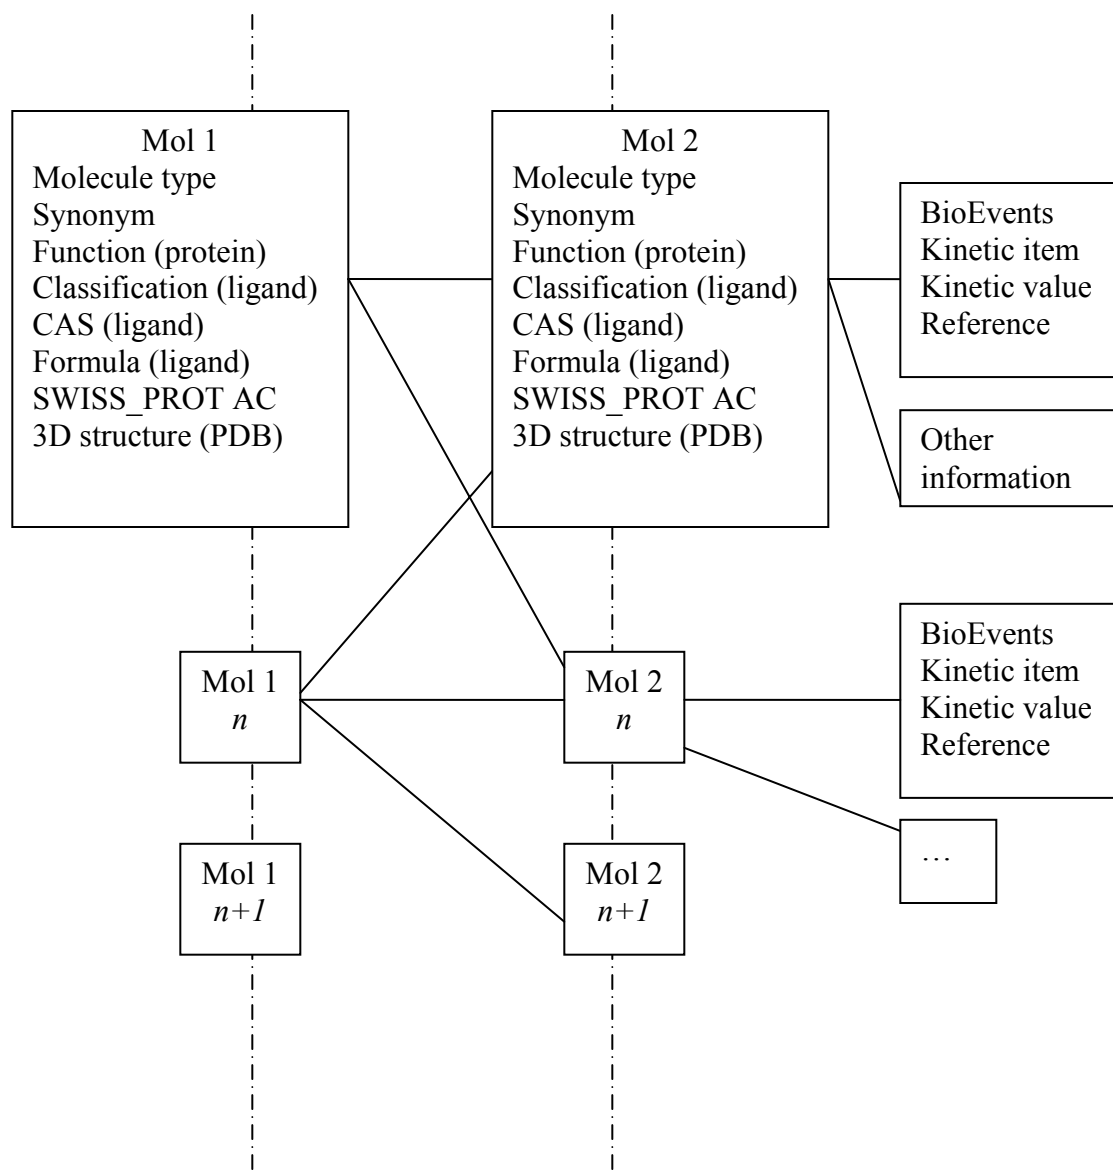 Mol 1
Molecule type
Synonym
Function (protein)
Classification (ligand)
CAS (ligand)
Formula (ligand)
SWISS_PROT AC
3D structure (PDB)
Mol 2
Molecule type
Synonym
Function (protein)
Classification (ligand)
CAS (ligand)
Formula (ligand)
SWISS_PROT AC
3D structure (PDB)
BioEvents
Kinetic item
Kinetic value
Reference
Other
information
Mol 1
n
Mol 2
n
BioEvents
Kinetic item
Kinetic value
Reference
Mol 1
n+1
Mol 2
n+1
…